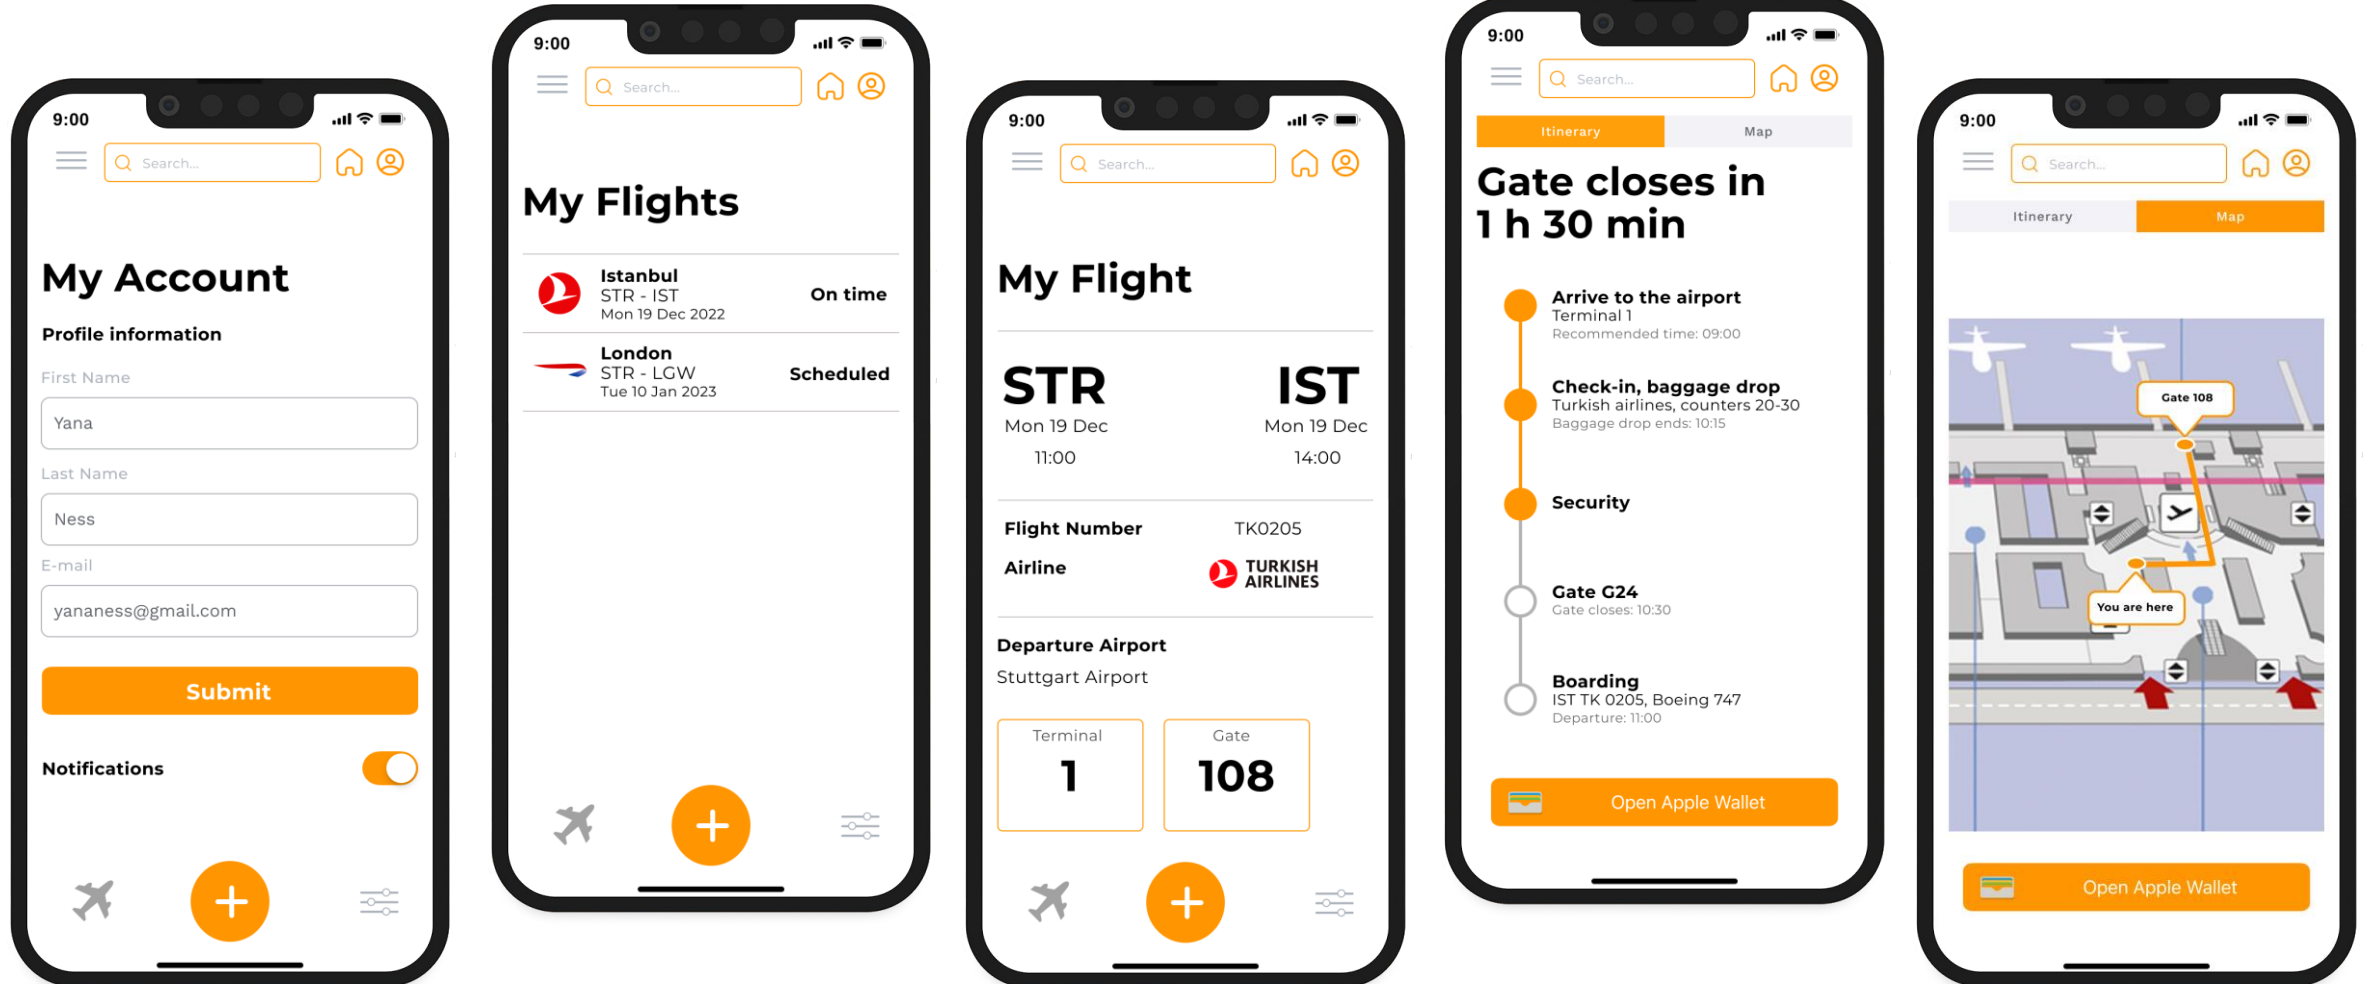 9:00
Search...
My Account
Profile information
First Name
Yana
Last Name
Ness
E-mail
yananess@gmail.com
Submit
Notifications
9:00
Search...
My Flights
Istanbul
STR - IST
Mon 19 Dec 2022
On time
London
STR - LGW
Tue 10 Jan 2023
Scheduled
9:00
Search...
My Flight
STR IST
Mon 19 Dec Mon 19 Dec
11:00 14:00
Flight Number TK0205
Airline TURKISH
AIRLINES
Departure Airport
Stuttgart Airport
Terminal Gate
1 108
9:00
Search...
Itinerary Map
Gate closes in
1 h 30 min
Arrive to the airport
Terminal 1
Recommended time: 09:00
Check-in, baggage drop
Turkish airlines, counters 20-30
Baggage drop ends: 10:15
Security
Gate G24
Gate closes: 10:30
Boarding
IST TK 0205, Boeing 747
Departure: 11:00
Open Apple Wallet
9:00
Search...
Itinerary Map
Gate 108
You are here
Open Apple Wallet